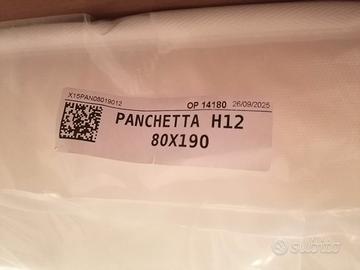 X15PAN08019012
OP 14180 26/09/2025
PANCHETTA H12
80X190
subito